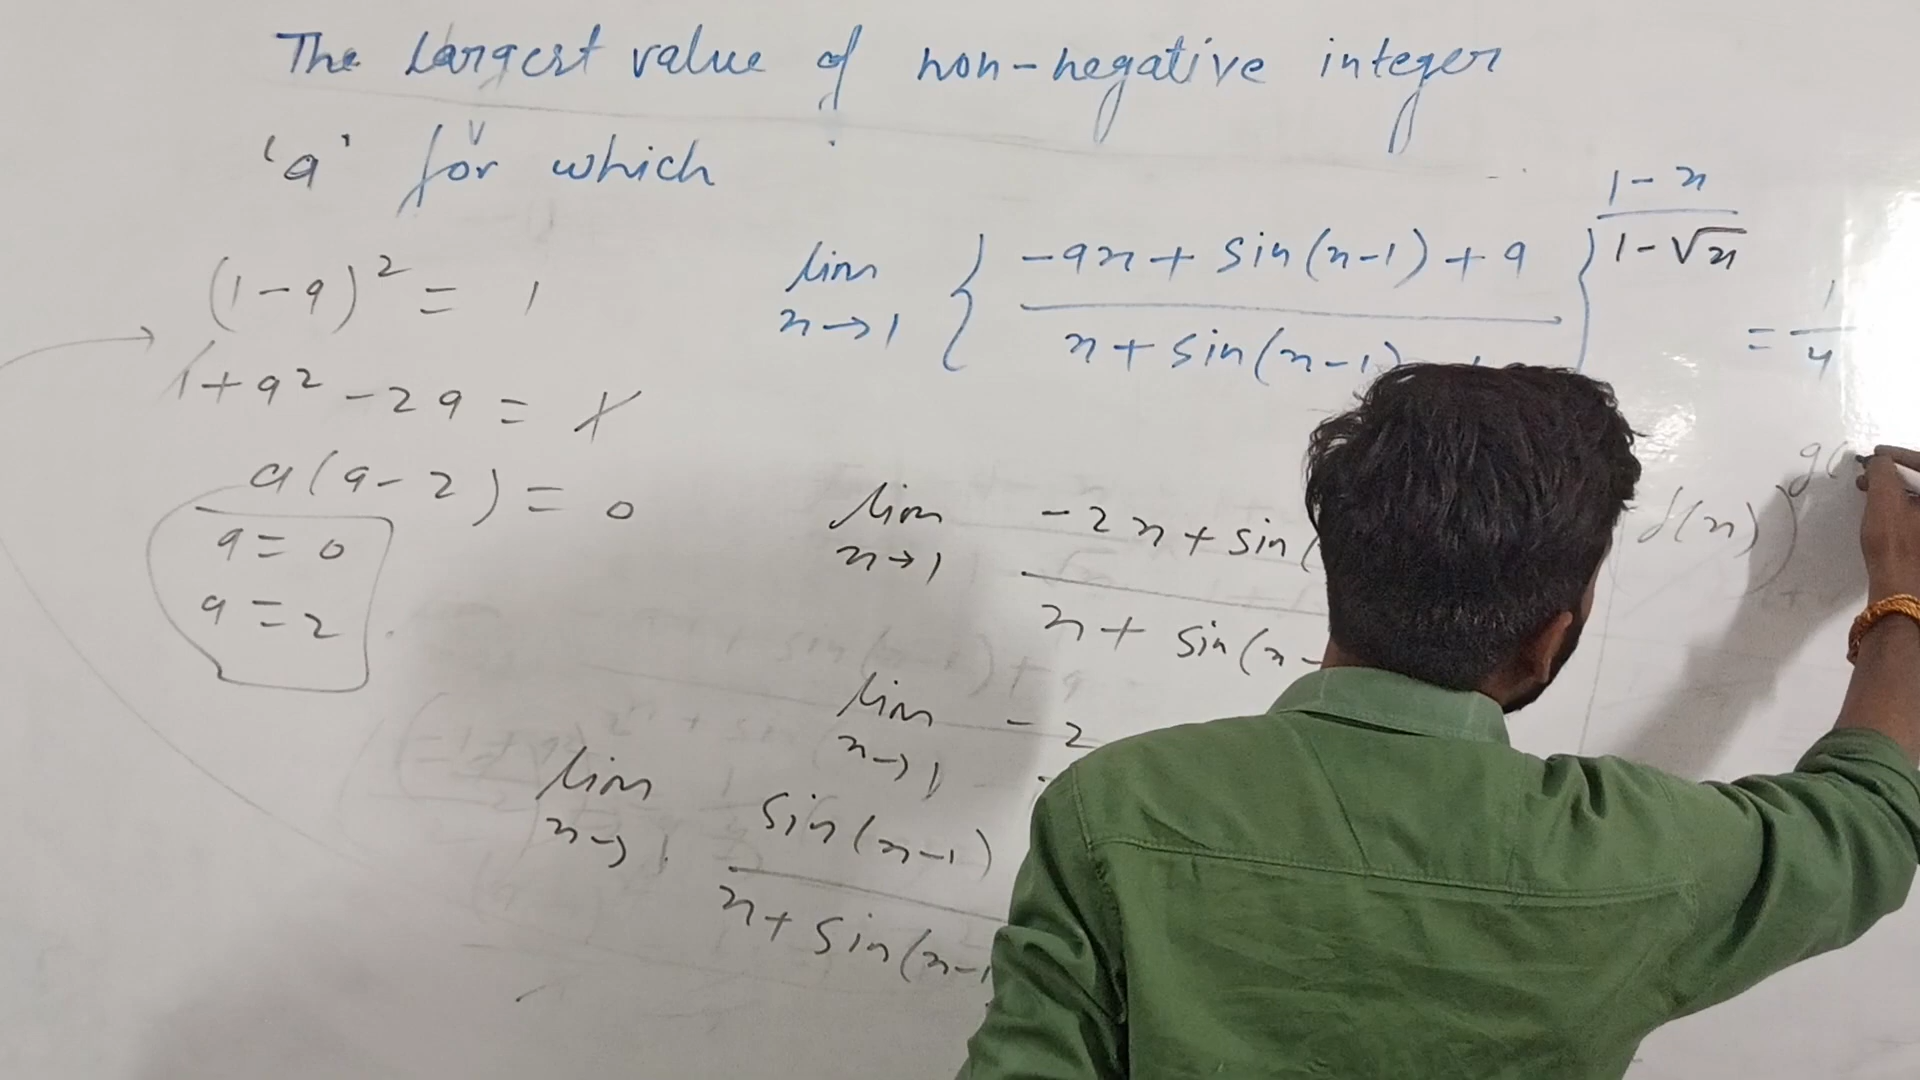 The Largest value of non-negative integer
'a' for which
lim x→1 { -ax + sin(x-1) + a / x + sin(x-1) } ^ 1-x / 1-√x = 1/4
(1-a)² = 1
1 + a² - 2a = 1
a(a-2) = 0
a = 0
a = 2
lim x→1 -2x + sin( / x + sin(x-
lim x→1 -2
lim x→1 sin(x-1) / x + sin(x-1
f(x)) g(